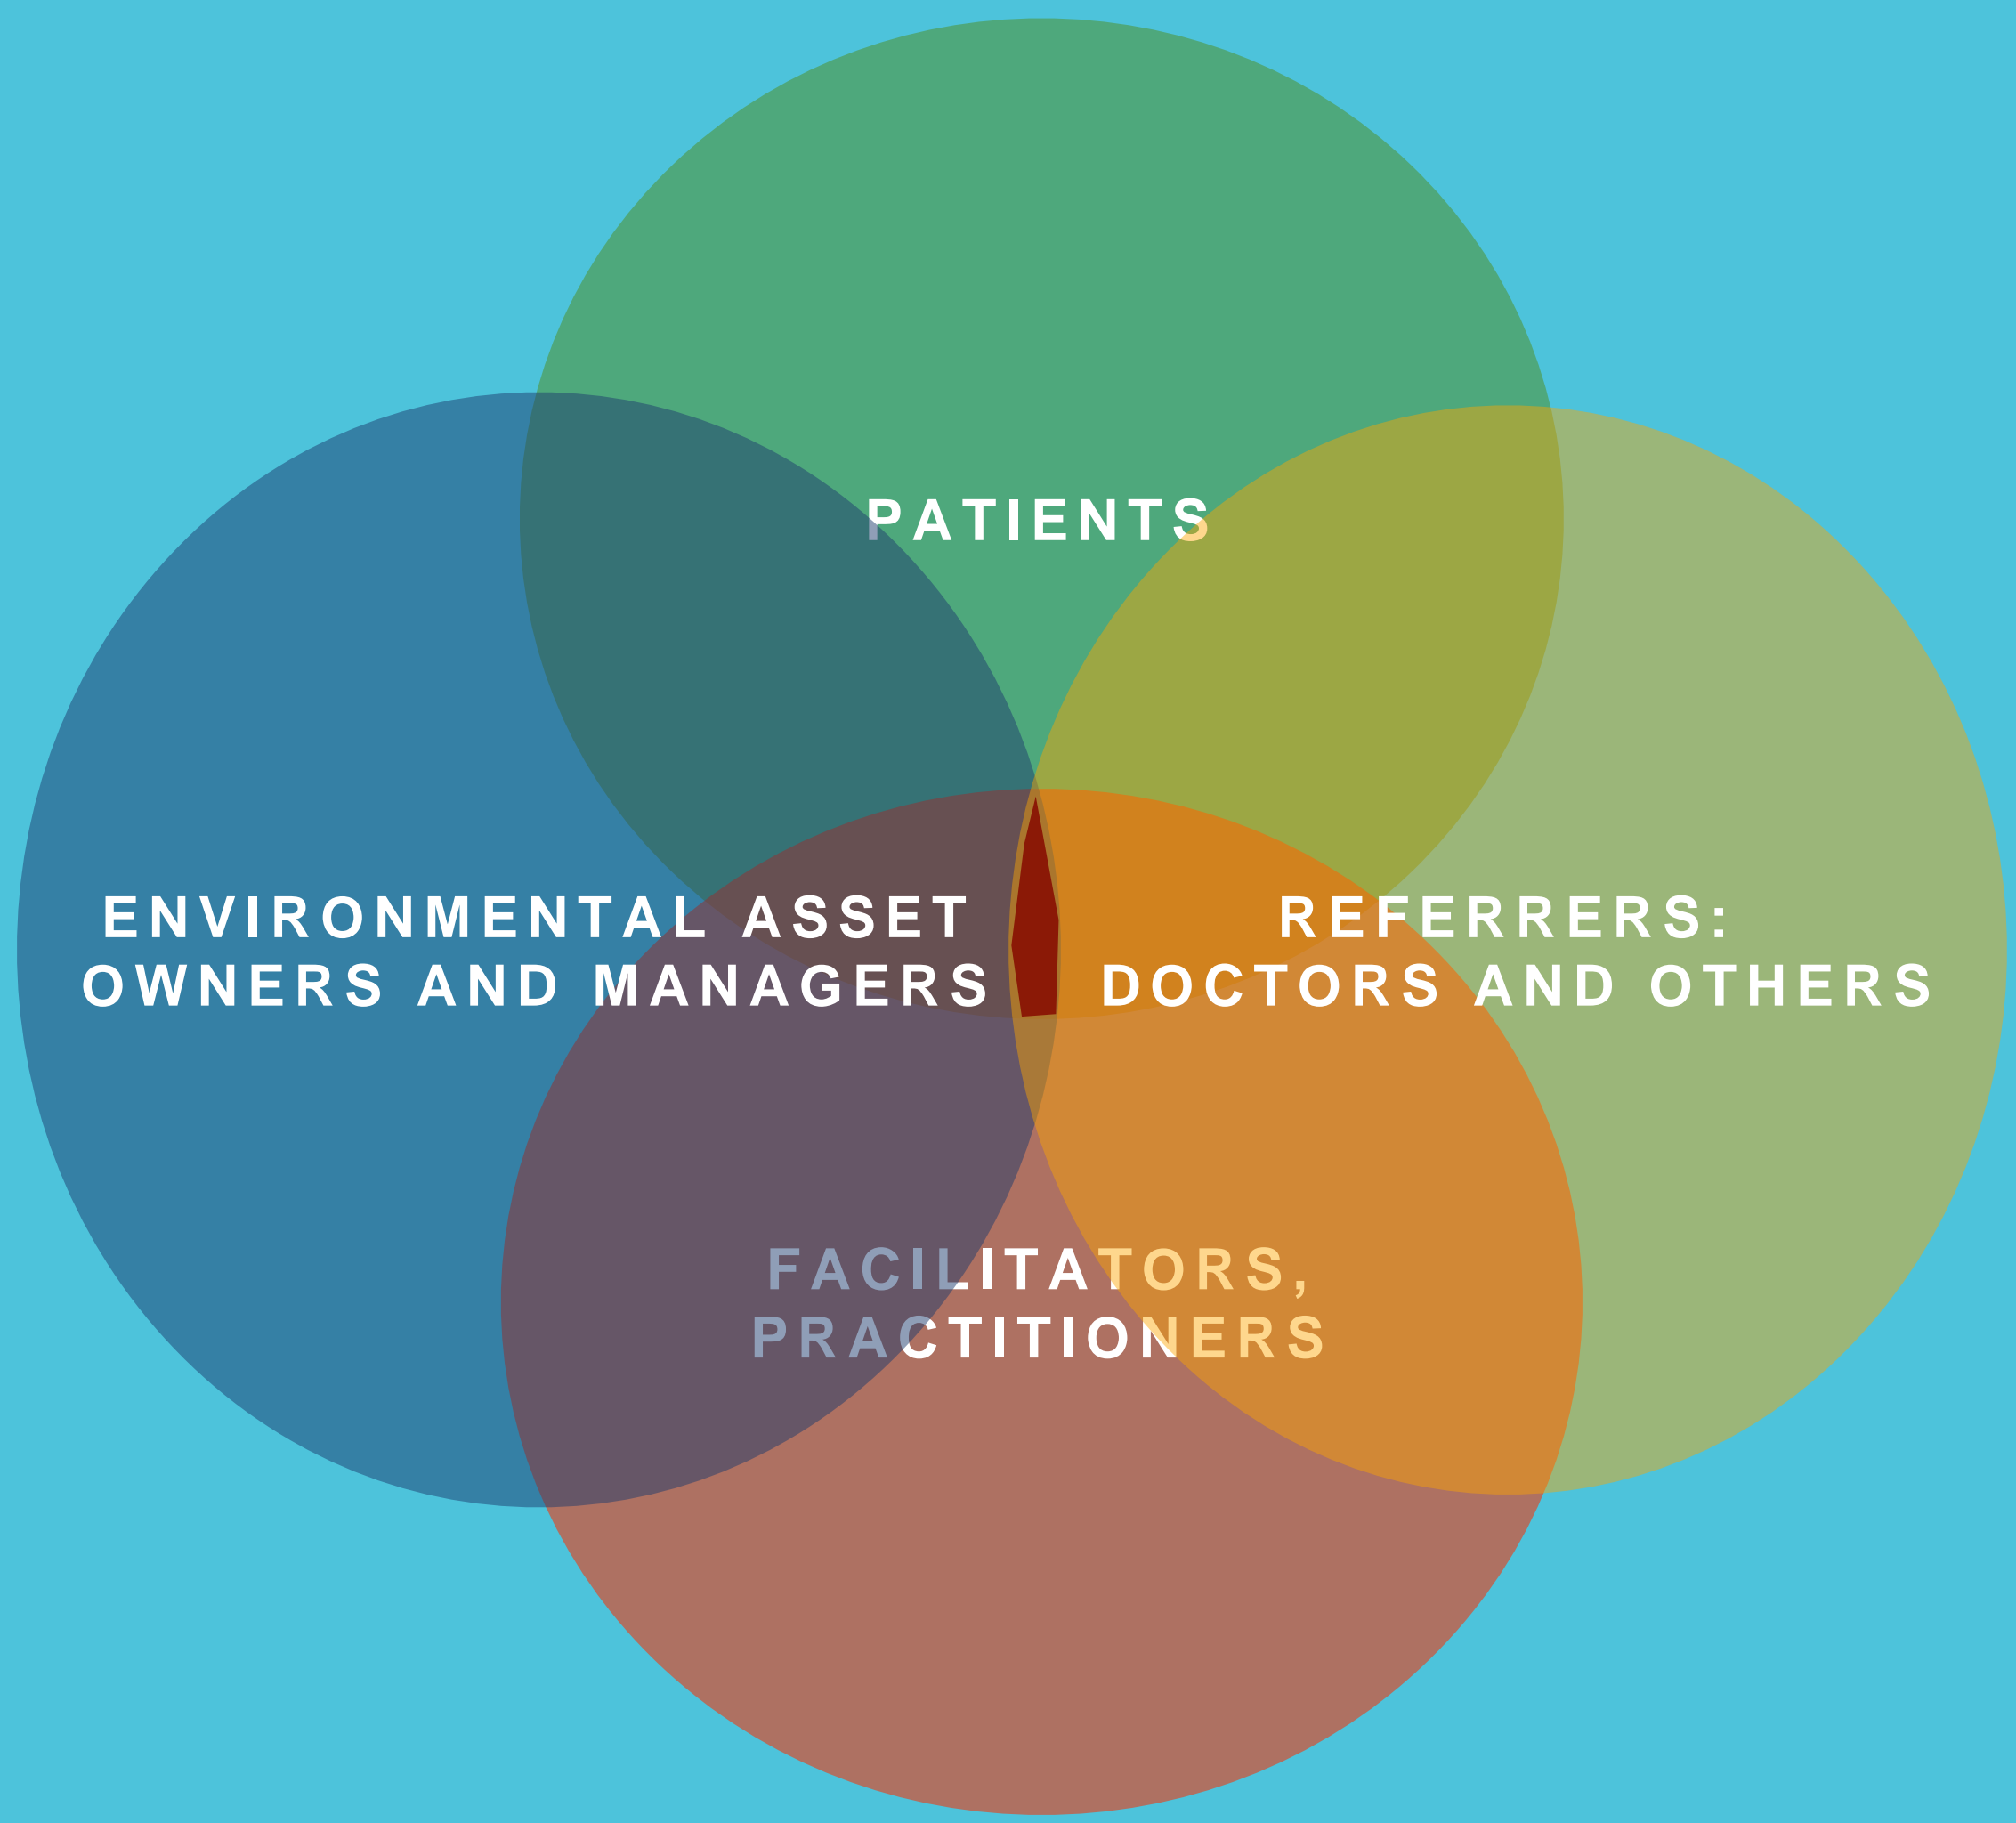 PATIENTS
ENVIRONMENTAL ASSET
OWNERS AND MANAGERS
REFERRERS:
DOCTORS AND OTHERS
FACILITATORS,
PRACTITIONERS